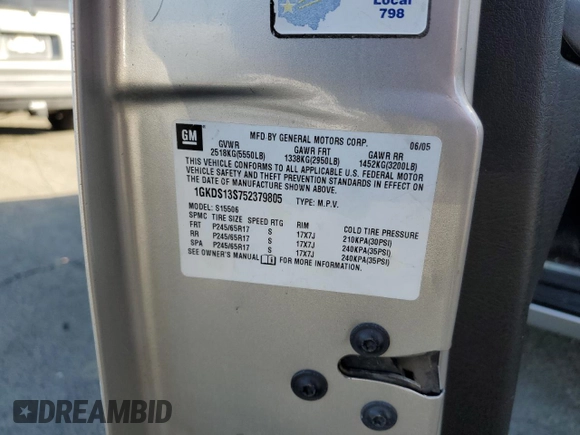 Local
798
GM
MFD BY GENERAL MOTORS CORP. 06/05
GVWR GAWR FRT GAWR RR
2518KG(5550LB) 1338KG(2950LB) 1452KG(3200LB)
THIS VEHICLE CONFORMS TO ALL APPLICABLE U.S. FEDERAL MOTOR
VEHICLE SAFETY AND THEFT PREVENTION STANDARDS IN EFFECT ON
THE DATE OF MANUFACTURE SHOWN ABOVE.
1GKDS13S752379805 TYPE: M.P.V.
MODEL: S15506
SPMC TIRE SIZE SPEED RTG RIM COLD TIRE PRESSURE
FRT P245/65R17 S 17X7J 210KPA(30PSI)
RR P245/65R17 S 17X7J 240KPA(35PSI)
SPA P245/65R17 S 17X7J 240KPA(35PSI)
SEE OWNER'S MANUAL FOR MORE INFORMATION.
DREAMBID